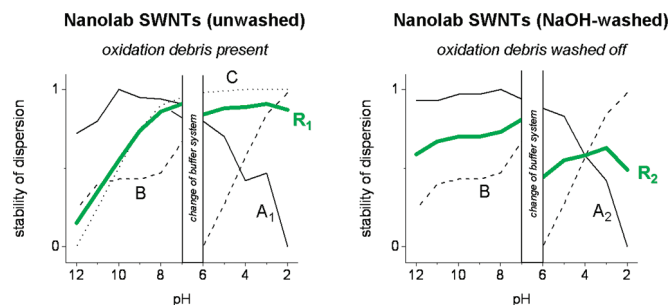 Nanolab SWNTs (unwashed)
oxidation debris present
stability of dispersion
1
0
C
B
A1
R1
change of buffer system
12
10
8
6
4
2
pH
Nanolab SWNTs (NaOH-washed)
oxidation debris washed off
stability of dispersion
1
0
B
A2
R2
change of buffer system
12
10
8
6
4
2
pH